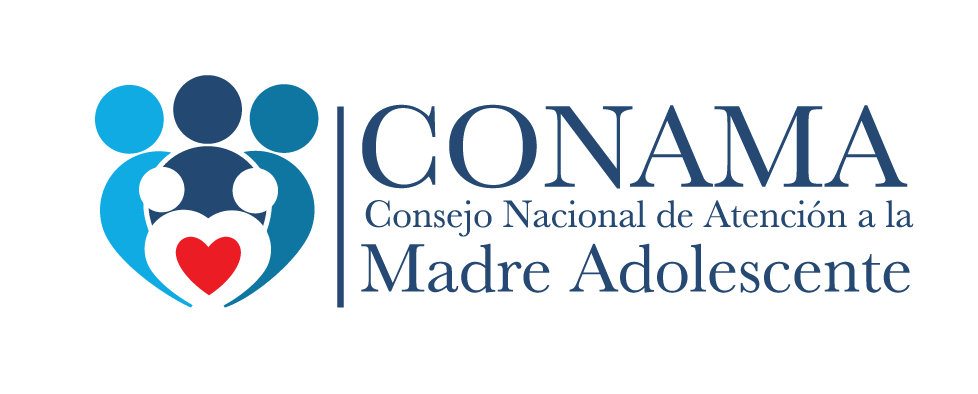 CONAMA
Consejo Nacional de Atención a la
Madre Adolescente